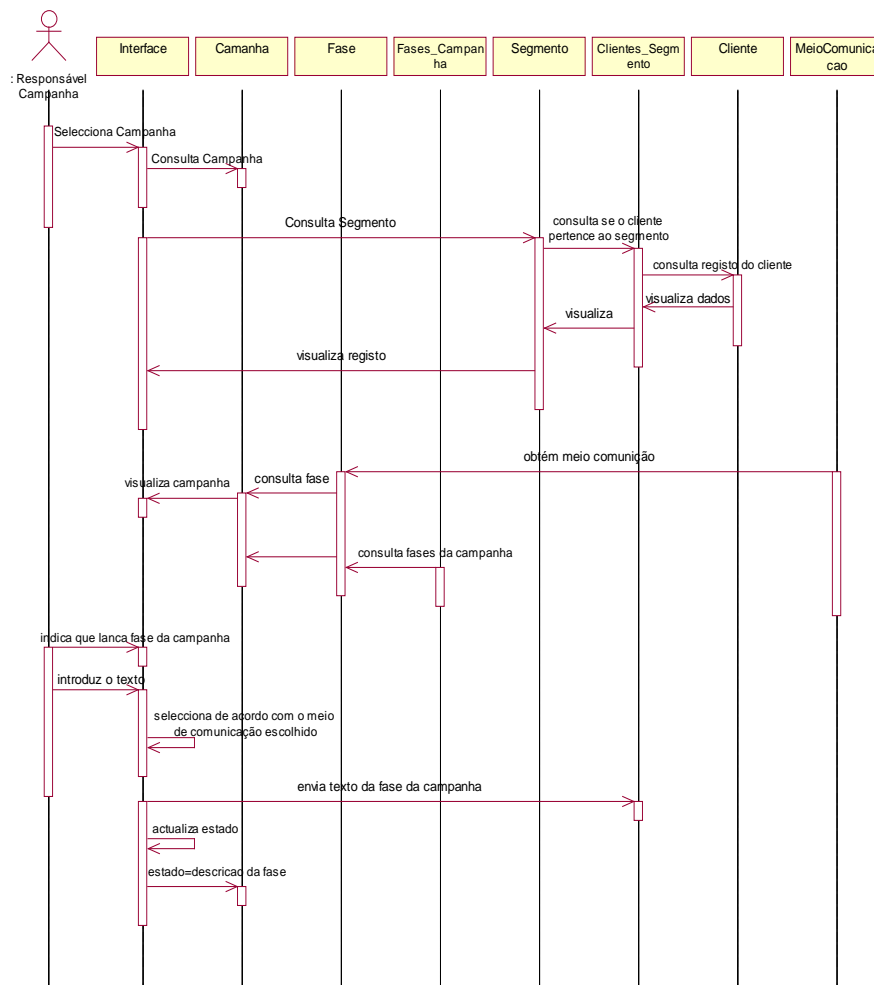 Interface
Camanha
Fase
Fases_Campan
ha
Segmento
Clientes_Segm
ento
Cliente
MeioComunica
cao
: Responsável
Campanha
Selecciona Campanha
Consulta Campanha
Consulta Segmento
consulta se o cliente
pertence ao segmento
consulta registo do cliente
visualiza dados
visualiza
visualiza registo
obtém meio comunição
consulta fase
visualiza campanha
consulta fases da campanha
indica que lanca fase da campanha
introduz o texto
selecciona de acordo com o meio
de comunicação escolhido
envia texto da fase da campanha
actualiza estado
estado=descricao da fase